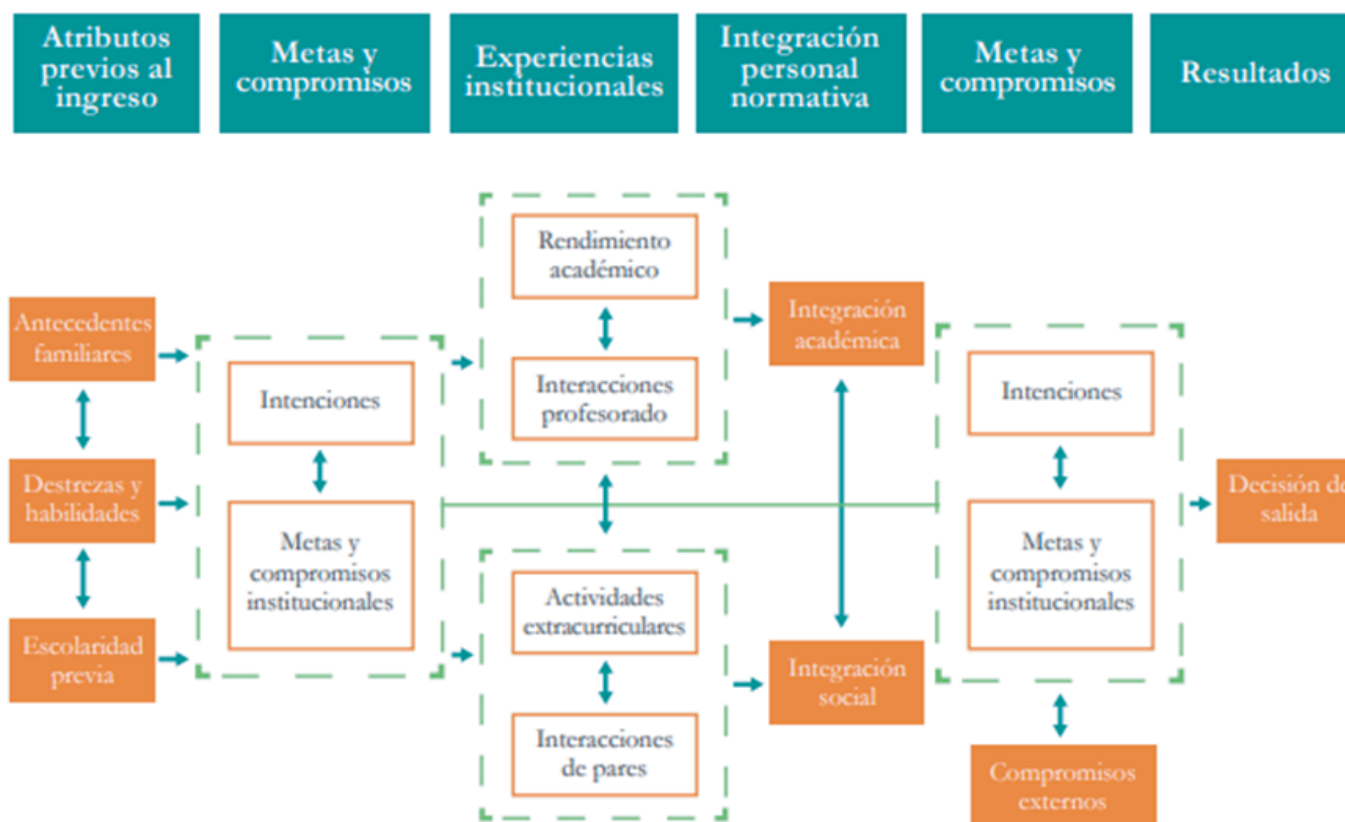 Atributos
previos al
ingreso
Metas y
compromisos
Experiencias
institucionales
Integración
personal
normativa
Metas y
compromisos
Resultados
Antecedentes
familiares
Destrezas y
habilidades
Escolaridad
previa
Intenciones
Metas y
compromisos
institucionales
Rendimiento
académico
Interacciones
profesorado
Actividades
extracurriculares
Interacciones
de pares
Integración
académica
Integración
social
Intenciones
Metas y
compromisos
institucionales
Compromisos
externos
Decisión de
salida